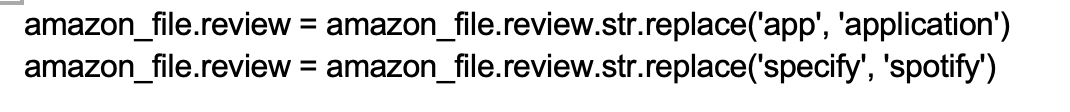 amazon_file.review = amazon_file.review.str.replace('app', 'application')
amazon_file.review = amazon_file.review.str.replace('specify', 'spotify')